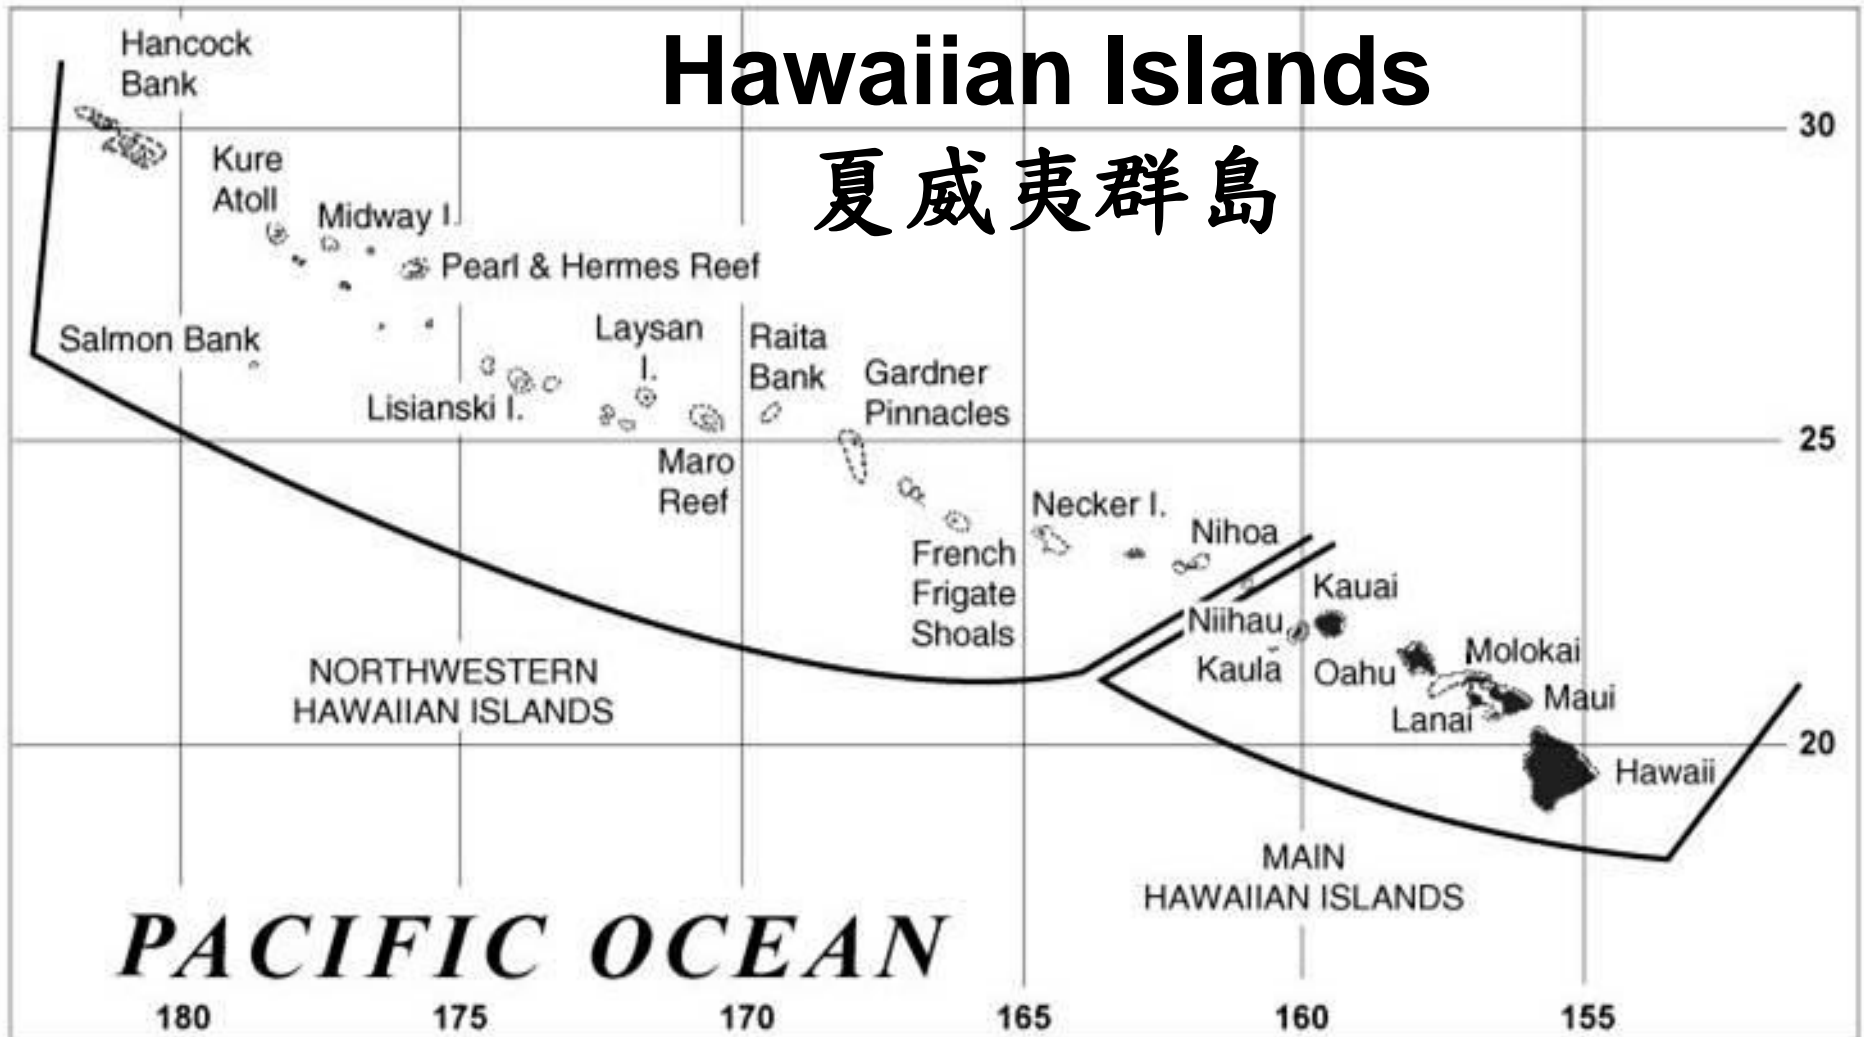 Hawaiian Islands
夏威夷群島
Hancock
Bank
30
Kure
Atoll
Midway I.
Pearl & Hermes Reef
Salmon Bank
Laysan
I.
Raita
Bank
Gardner
Pinnacles
Lisianski I.
25
Maro
Reef
Necker I.
Nihoa
French
Frigate
Shoals
Kauai
Niihau
Kaula
Oahu
Molokai
Maui
Lanai
NORTHWESTERN
HAWAIIAN ISLANDS
20
Hawaii
MAIN
HAWAIIAN ISLANDS
PACIFIC OCEAN
180 175 170 165 160 155